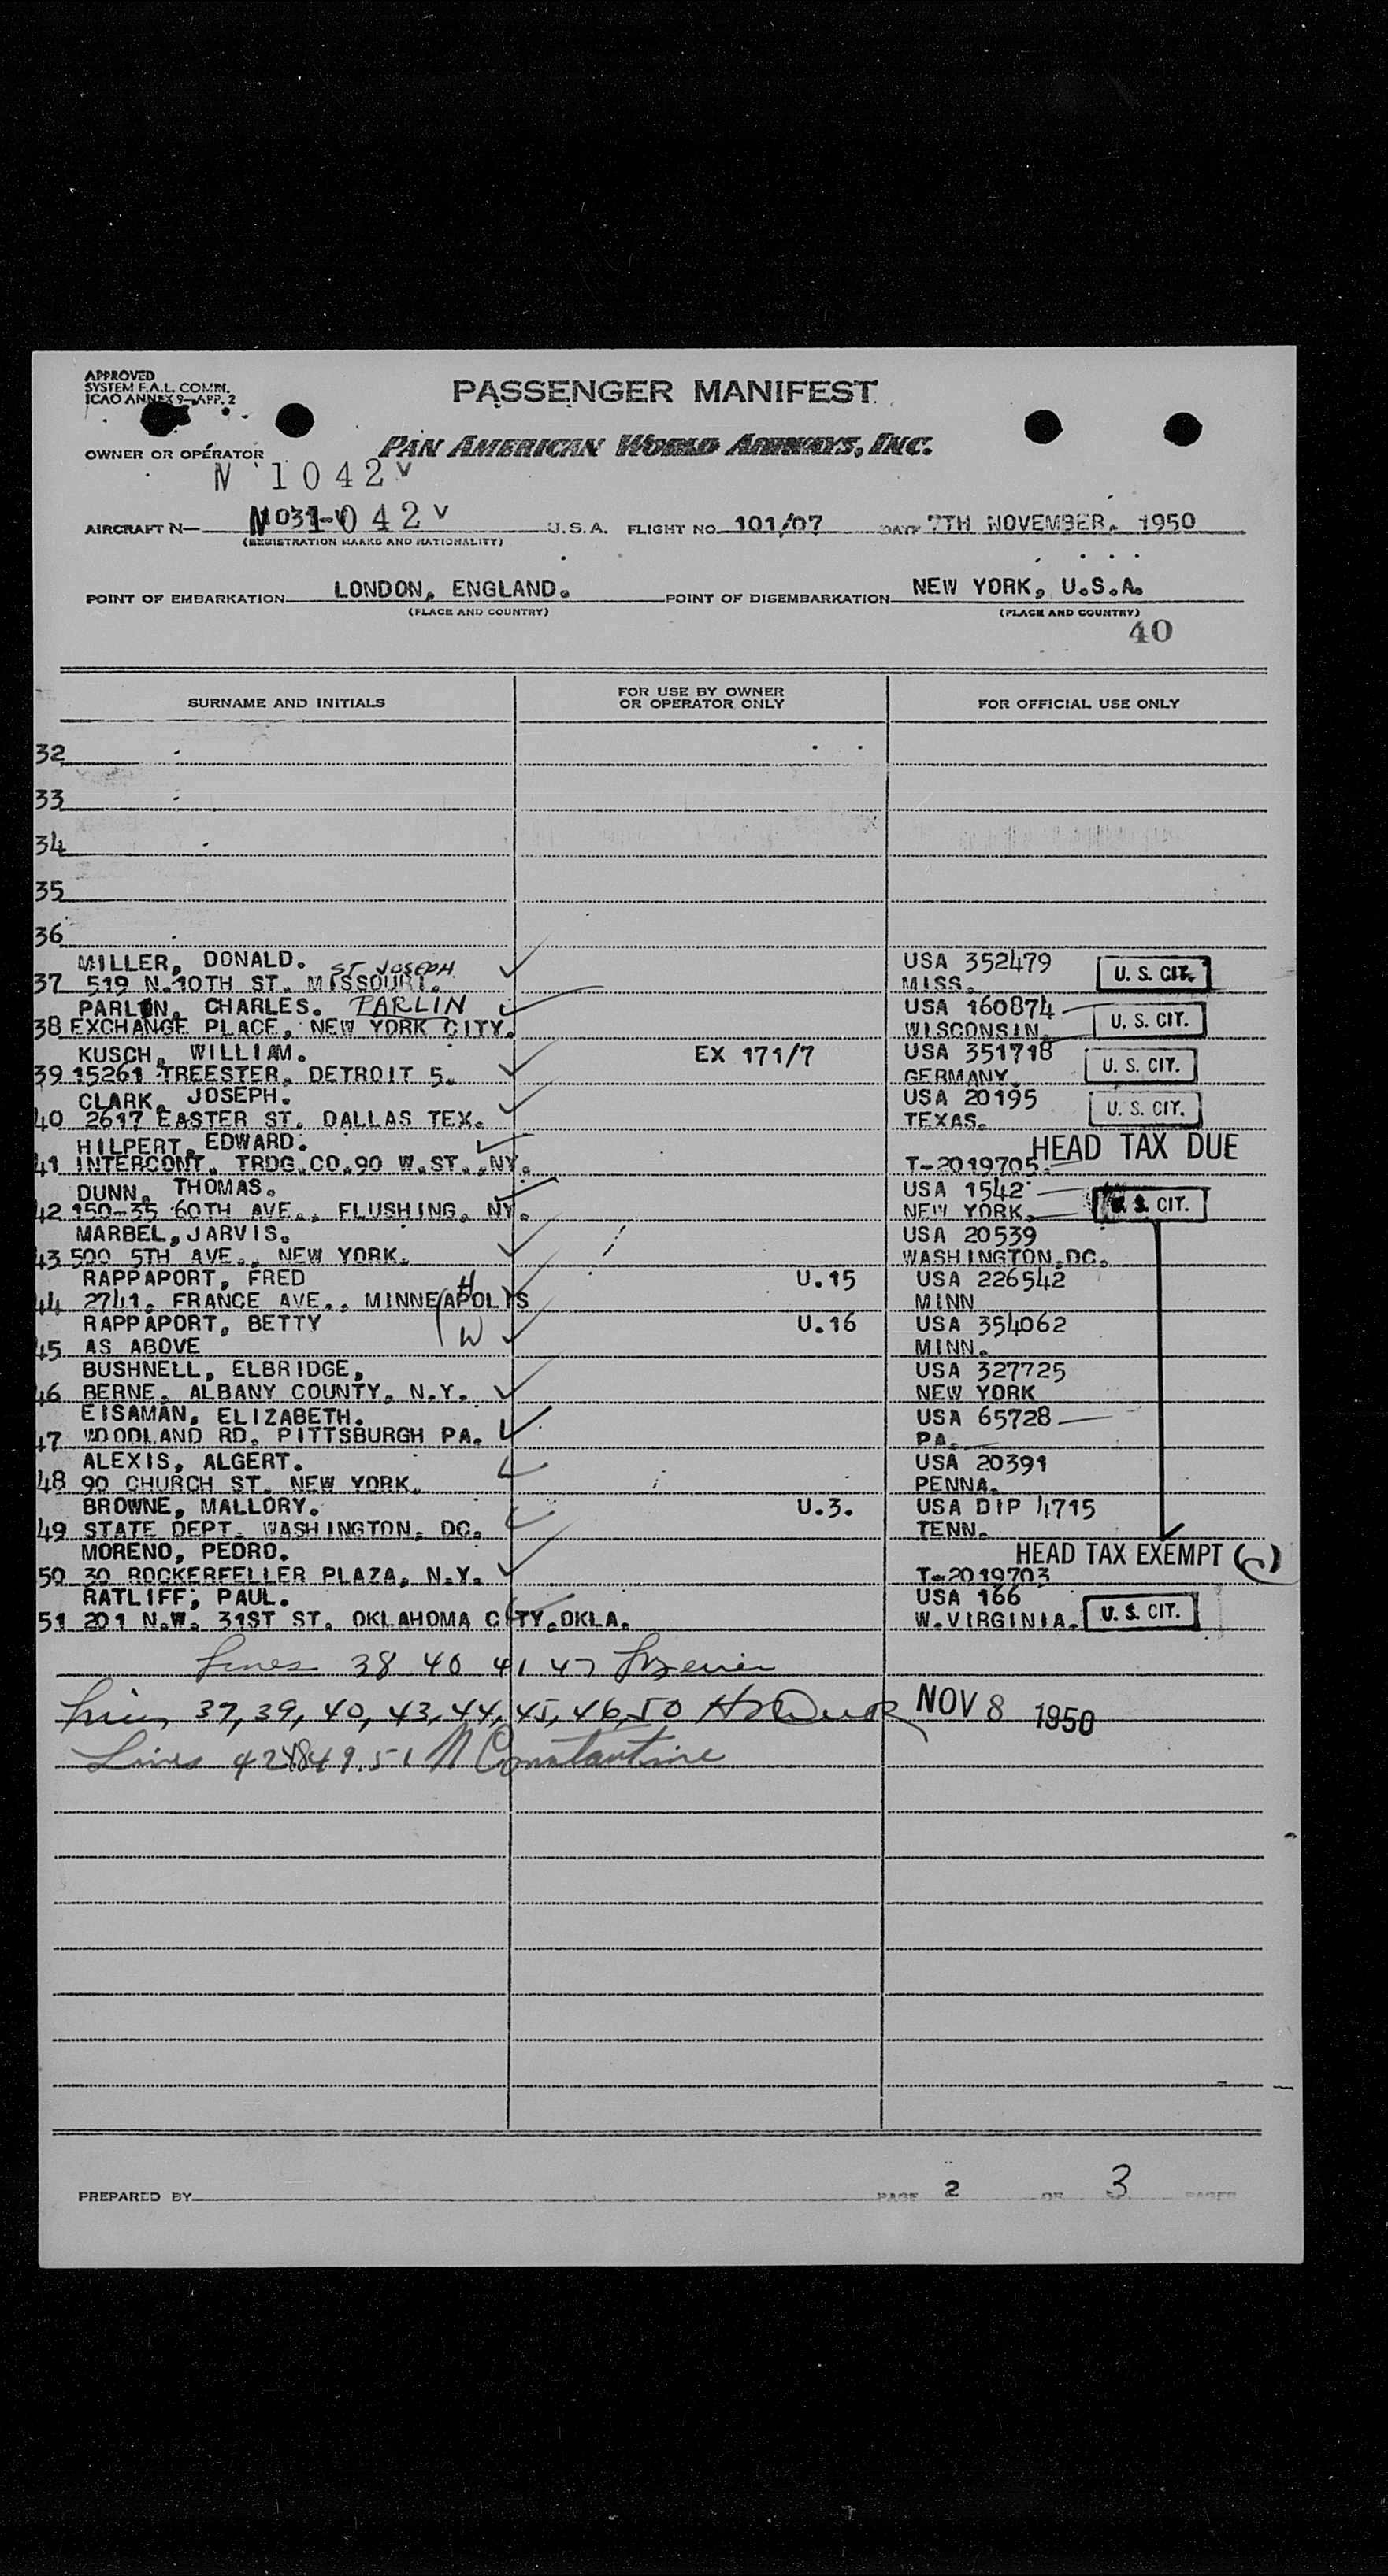 APPROVED
SYSTEM F.A.L. COMM.
ICAO ANNEX 9-APP. 2
PASSENGER MANIFEST
OWNER OR OPERATOR PAN AMERICAN WORLD AIRWAYS, INC.
N 1042V
AIRCRAFT N— 1042V U.S.A. FLIGHT NO. 101/07 DATE 7TH NOVEMBER. 1950
(REGISTRATION MARKS AND NATIONALITY)
POINT OF EMBARKATION LONDON, ENGLAND. POINT OF DISEMBARKATION NEW YORK, U.S.A.
(PLACE AND COUNTRY) (PLACE AND COUNTRY)
40
SURNAME AND INITIALS FOR USE BY OWNER OR OPERATOR ONLY FOR OFFICIAL USE ONLY
32
33
34
35
36
MILLER, DONALD. ST JOSEPH USA 352479 U. S. CIT.
37 519 N.10TH ST. MISSOURI. MISS.
PARLIN, CHARLES. PARLIN USA 160874 U. S. CIT.
38 EXCHANGE PLACE, NEW YORK CITY. WISCONSIN.
KUSCH, WILLIAM. EX 171/7 USA 351718 U. S. CIT.
39 15261 TREESTER, DETROIT 5. GERMANY.
CLARK, JOSEPH. USA 20195 U. S. CIT.
40 2617 EASTER ST. DALLAS TEX. TEXAS.
HILPERT, EDWARD. HEAD TAX DUE
41 INTERCONT. TRDG.CO.90 W.ST.,NY. T-2019705.
DUNN, THOMAS. USA 1542 U. S. CIT.
42 150-35 60TH AVE., FLUSHING, NY. NEW YORK.
MARBEL, JARVIS. USA 20539
43 500 5TH AVE., NEW YORK. WASHINGTON,DC.
RAPPAPORT, FRED H U.15 USA 226542
44 2741, FRANCE AVE., MINNEAPOLIS MINN
RAPPAPORT, BETTY W U.16 USA 354062
45 AS ABOVE MINN.
BUSHNELL, ELBRIDGE, USA 327725
46 BERNE, ALBANY COUNTY, N.Y. NEW YORK
EISAMAN, ELIZABETH. USA 65728
47 WOODLAND RD, PITTSBURGH PA. PA.
ALEXIS, ALGERT. USA 20391
48 90 CHURCH ST. NEW YORK. PENNA.
BROWNE, MALLORY. U.3. USA DIP 4715
49 STATE DEPT. WASHINGTON, DC. TENN.
MORENO, PEDRO. HEAD TAX EXEMPT
50 30 ROCKERFELLER PLAZA, N.Y. T-2019703
RATLIFF, PAUL. USA 166
51 201 N.W. 31ST ST. OKLAHOMA CITY,OKLA. W.VIRGINIA. U. S. CIT.
Lines 38 40 41 47
Lines 37, 39, 40, 43, 44, 45, 46, 50 NOV 8 1950
Lines 42 48 49. 51 N Constantine
PREPARED BY PAGE 2 OF 3 PAGES